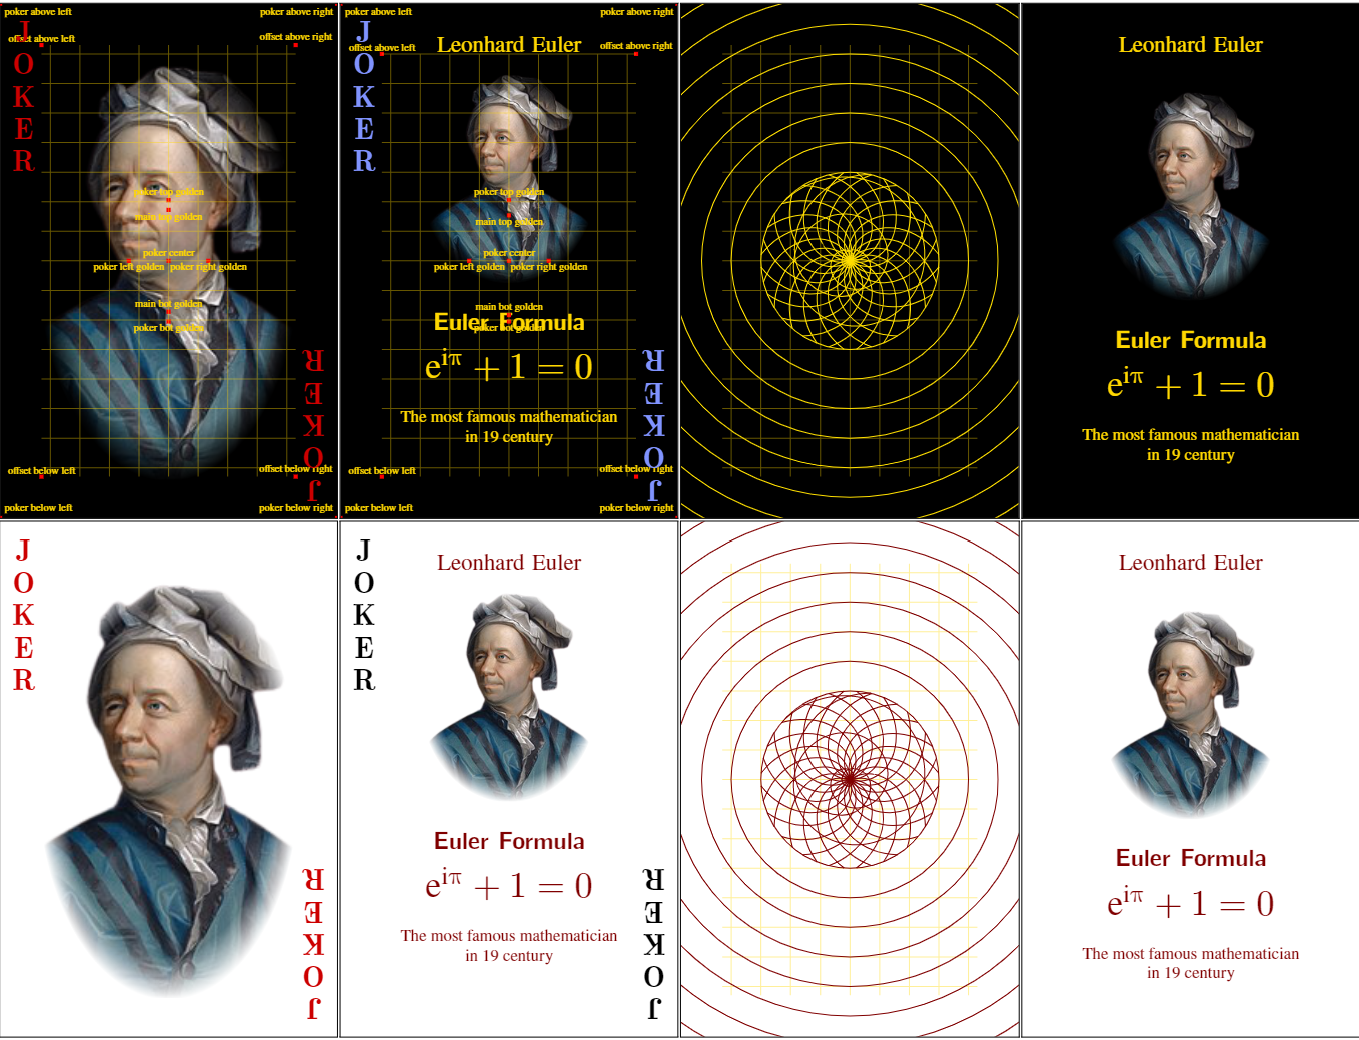 poker above left
poker above right
J
O
K
E
R
offset above left
offset above right
poker top golden
main top golden
poker center
poker left golden
poker right golden
main bot golden
poker bot golden
J
O
K
E
R
offset below left
offset below right
poker below left
poker below right
poker above left
poker above right
J
O
K
E
R
offset above left
Leonhard Euler
offset above right
poker top golden
main top golden
poker center
poker left golden
poker right golden
main bot golden
Euler Formula
poker bot golden
e^{iπ} + 1 = 0
The most famous mathematician
in 19 century
J
O
K
E
R
offset below left
offset below right
poker below left
poker below right
Leonhard Euler
Euler Formula
e^{iπ} + 1 = 0
The most famous mathematician
in 19 century
J
O
K
E
R
J
O
K
E
R
J
O
K
E
R
Leonhard Euler
Euler Formula
e^{iπ} + 1 = 0
The most famous mathematician
in 19 century
J
O
K
E
R
Leonhard Euler
Euler Formula
e^{iπ} + 1 = 0
The most famous mathematician
in 19 century